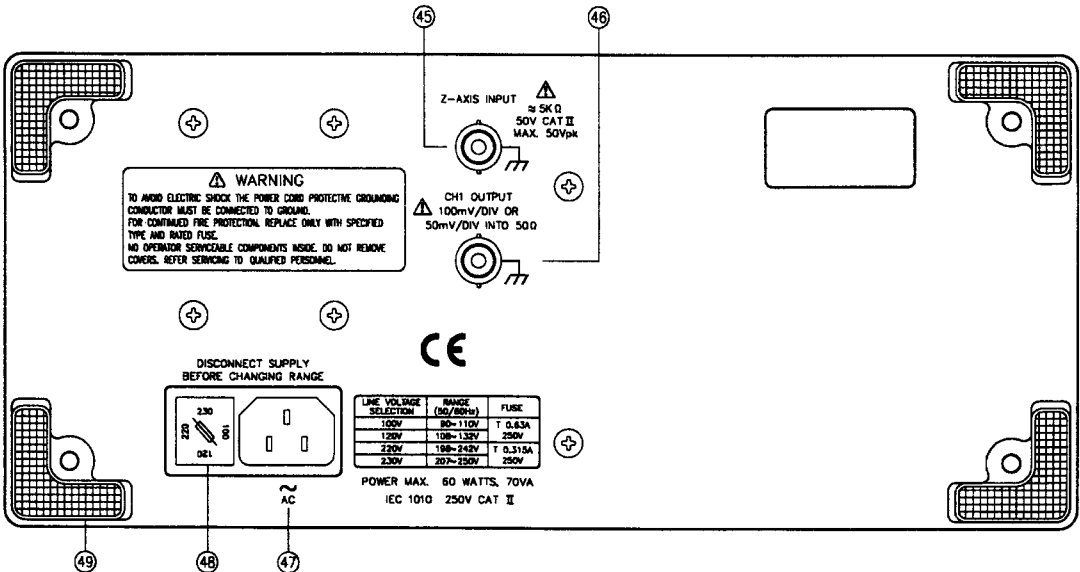 45 46
Z-AXIS INPUT
≈ 5KΩ
50V CAT II
MAX. 50Vpk
WARNING
TO AVOID ELECTRIC SHOCK THE POWER CORD PROTECTIVE GROUNDING
CONDUCTOR MUST BE CONNECTED TO GROUND.
FOR CONTINUED FIRE PROTECTION. REPLACE ONLY WITH SPECIFIED
TYPE AND RATED FUSE.
NO OPERATOR SERVICEABLE COMPONENTS INSIDE. DO NOT REMOVE
COVERS. REFER SERVICING TO QUALIFIED PERSONNEL.
CH1 OUTPUT
100mV/DIV OR
50mV/DIV INTO 50Ω
CE
DISCONNECT SUPPLY
BEFORE CHANGING RANGE
230
220 100
120
LINE VOLTAGE SELECTION RANGE (50/60Hz) FUSE
100V 90~110V T 0.63A
120V 108~132V 250V
220V 198~242V T 0.315A
230V 207~250V 250V
POWER MAX. 60 WATTS, 70VA
IEC 1010 250V CAT II
~
AC
49 48 47